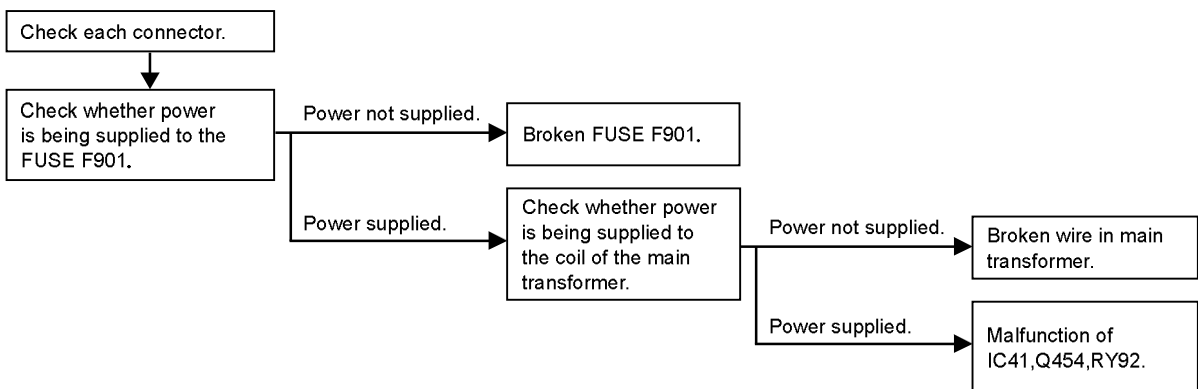 Check each connector.
Check whether power
is being supplied to the
FUSE F901.
Power not supplied.
Broken FUSE F901.
Power supplied.
Check whether power
is being supplied to
the coil of the main
transformer.
Power not supplied.
Broken wire in main
transformer.
Power supplied.
Malfunction of
IC41,Q454,RY92.